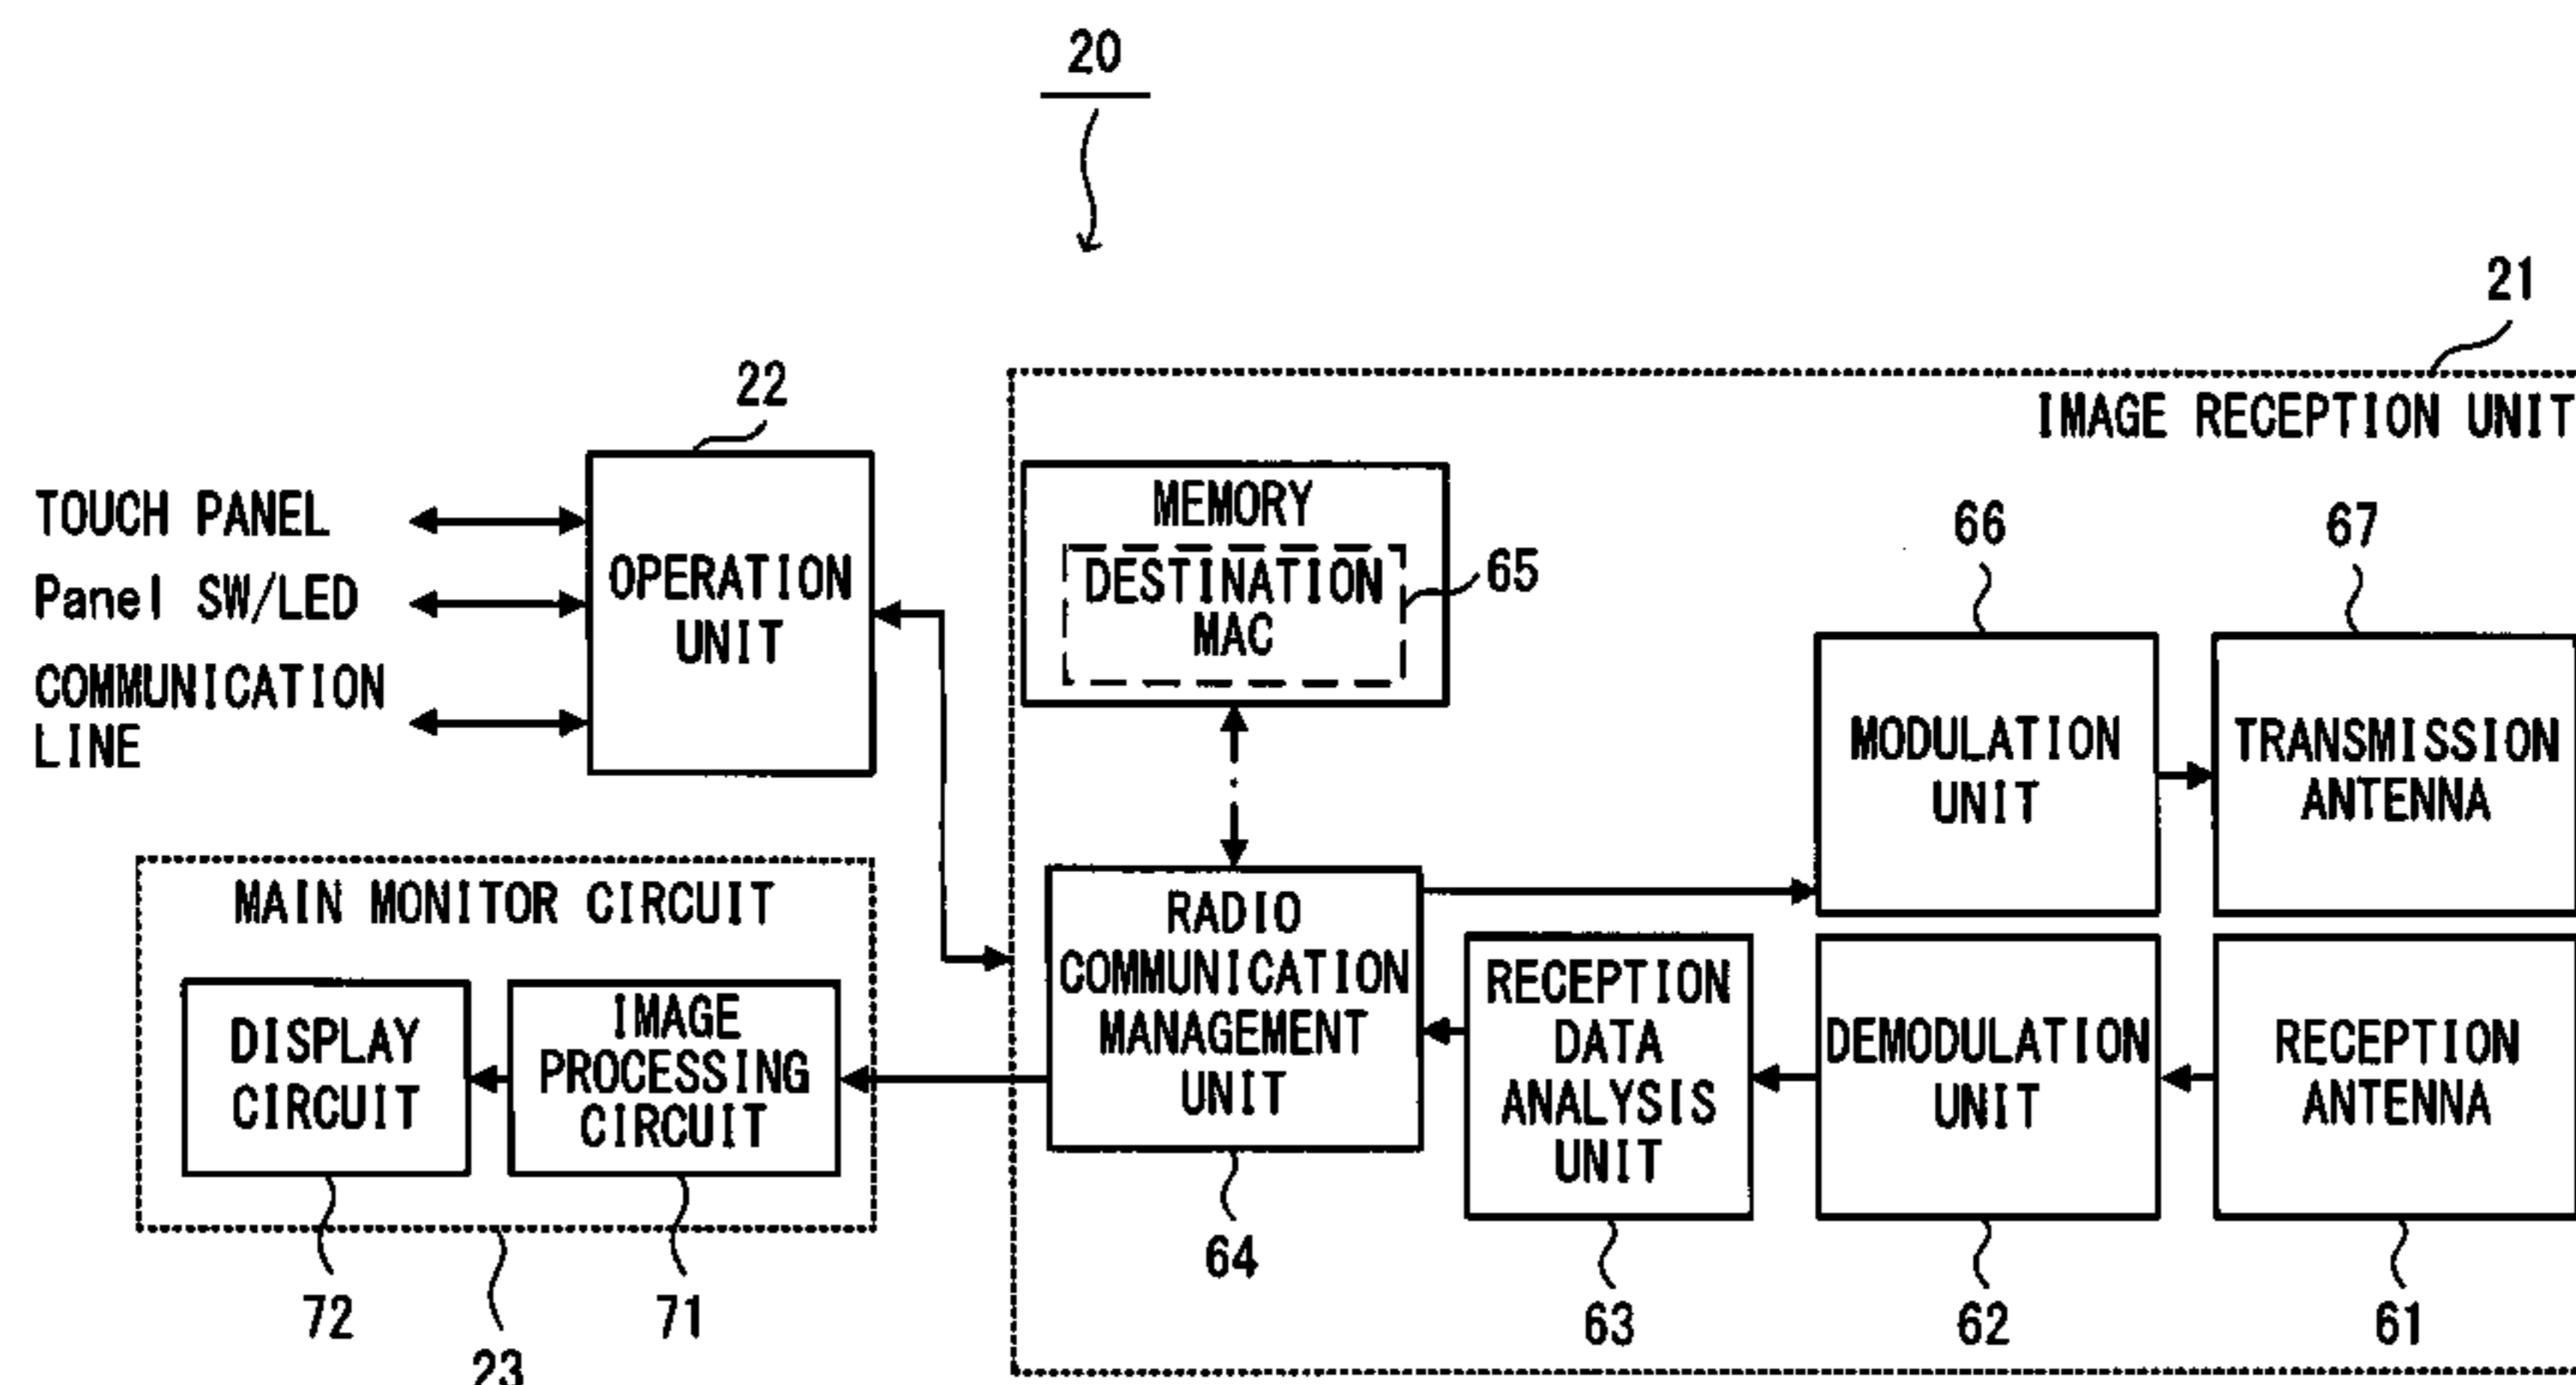 20
21
IMAGE RECEPTION UNIT
22
TOUCH PANEL
Panel SW/LED
COMMUNICATION
LINE
OPERATION
UNIT
MEMORY
DESTINATION
MAC
65
66
67
MODULATION
UNIT
TRANSMISSION
ANTENNA
MAIN MONITOR CIRCUIT
DISPLAY
CIRCUIT
IMAGE
PROCESSING
CIRCUIT
RADIO
COMMUNICATION
MANAGEMENT
UNIT
RECEPTION
DATA
ANALYSIS
UNIT
DEMODULATION
UNIT
RECEPTION
ANTENNA
72
71
23
64
63
62
61